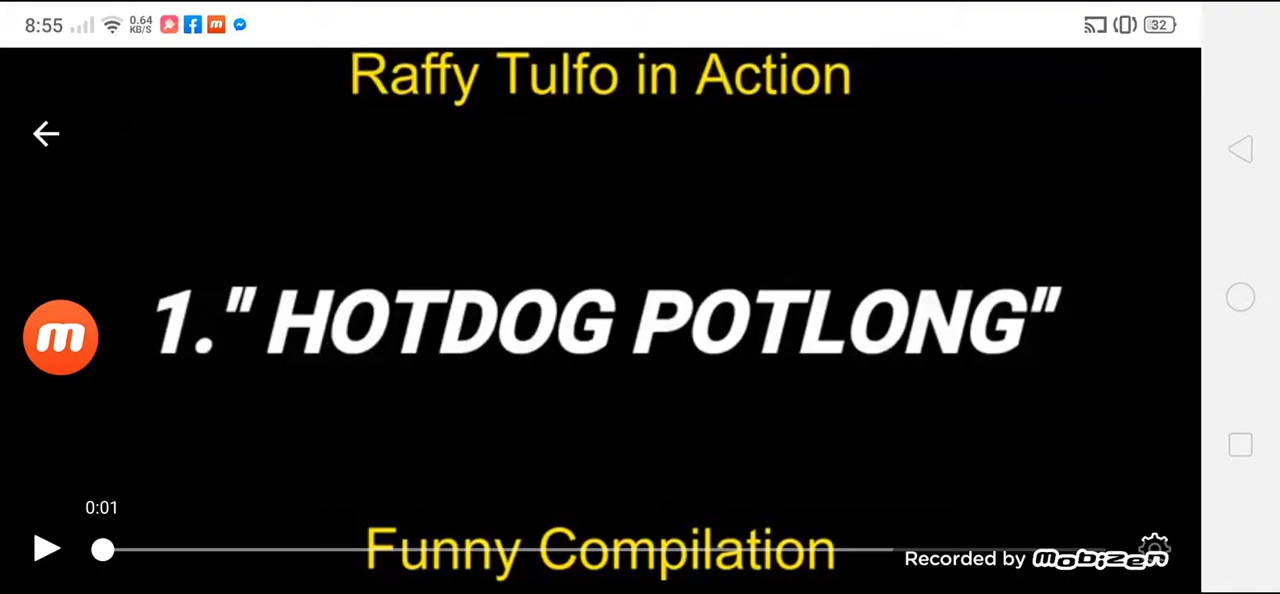 8:55 0.64 KB/S 32
Raffy Tulfo in Action
1." HOTDOG POTLONG"
0:01
Funny Compilation
Recorded by mobizen